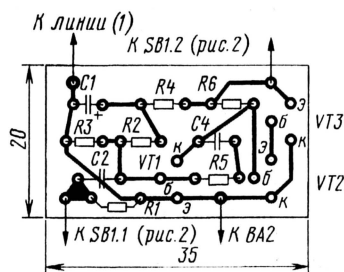 К линии (1)
К SB1.2 (рис.2)
C1
+
R4
R6
э
R3
R2
C4
б
VT3
к
к
э
C2
VT1
R5
б
VT2
б
R1
э
к
20
К SB1.1 (рис.2)
К BA2
35